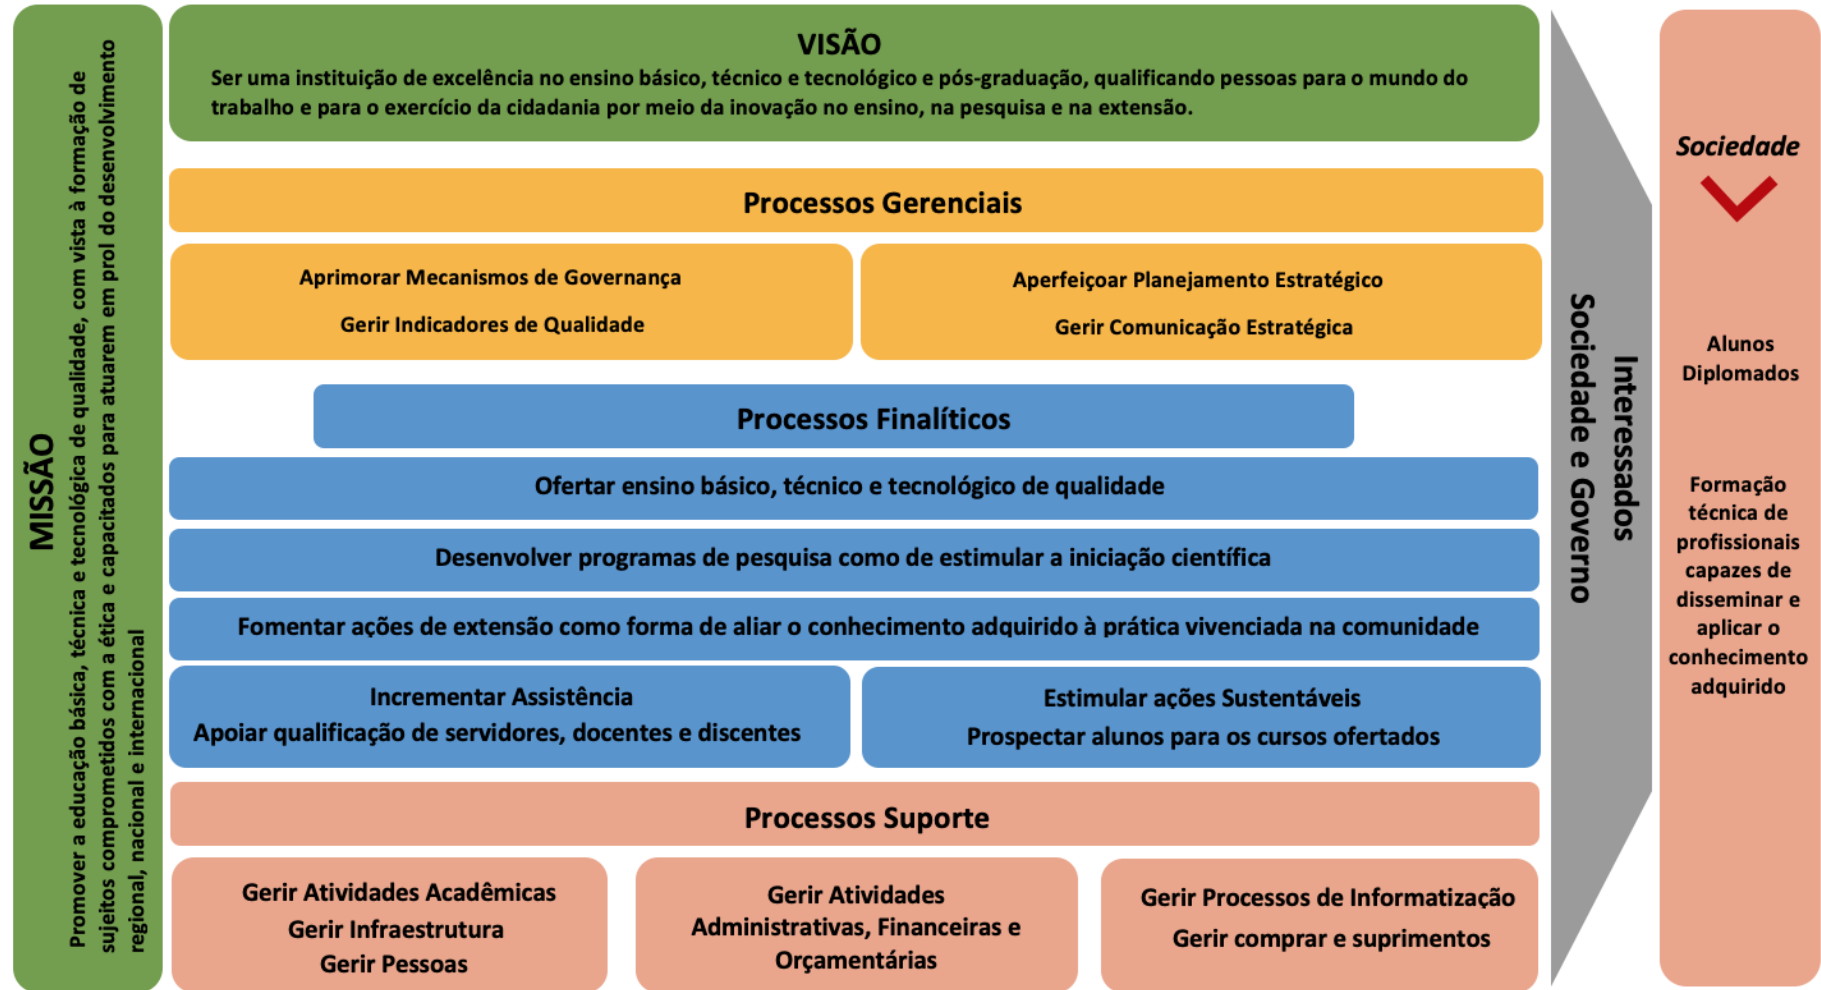 MISSÃO
Promover a educação básica, técnica e tecnológica de qualidade, com vista à formação de
sujeitos comprometidos com a ética e capacitados para atuarem em prol do desenvolvimento
regional, nacional e internacional
VISÃO
Ser uma instituição de excelência no ensino básico, técnico e tecnológico e pós-graduação, qualificando pessoas para o mundo do
trabalho e para o exercício da cidadania por meio da inovação no ensino, na pesquisa e na extensão.
Processos Gerenciais
Aprimorar Mecanismos de Governança
Gerir Indicadores de Qualidade
Aperfeiçoar Planejamento Estratégico
Gerir Comunicação Estratégica
Processos Finalíticos
Ofertar ensino básico, técnico e tecnológico de qualidade
Desenvolver programas de pesquisa como de estimular a iniciação científica
Fomentar ações de extensão como forma de aliar o conhecimento adquirido à prática vivenciada na comunidade
Incrementar Assistência
Apoiar qualificação de servidores, docentes e discentes
Estimular ações Sustentáveis
Prospectar alunos para os cursos ofertados
Processos Suporte
Gerir Atividades Acadêmicas
Gerir Infraestrutura
Gerir Pessoas
Gerir Atividades
Administrativas, Financeiras e
Orçamentárias
Gerir Processos de Informatização
Gerir comprar e suprimentos
Interessados
Sociedade e Governo
Sociedade
Alunos
Diplomados
Formação
técnica de
profissionais
capazes de
disseminar e
aplicar o
conhecimento
adquirido